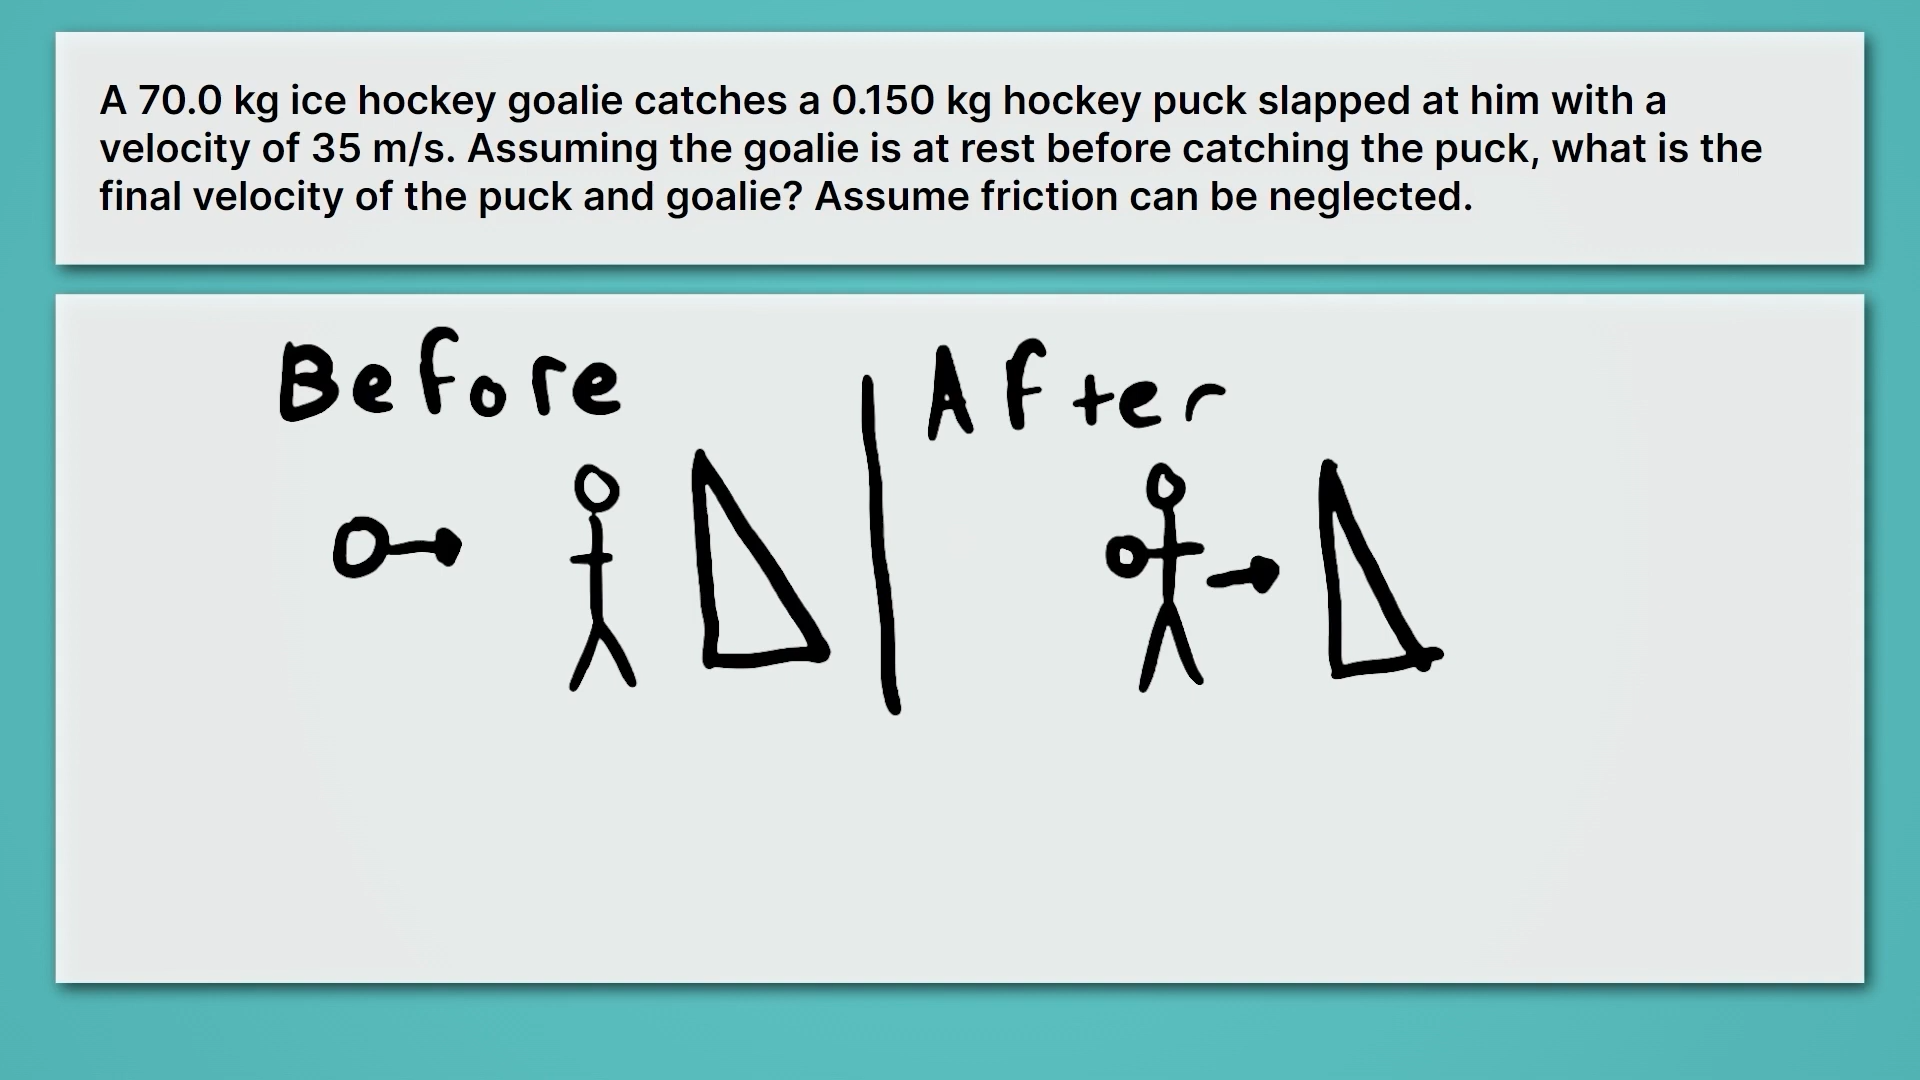 A 70.0 kg ice hockey goalie catches a 0.150 kg hockey puck slapped at him with a
velocity of 35 m/s. Assuming the goalie is at rest before catching the puck, what is the
final velocity of the puck and goalie? Assume friction can be neglected.
Before
After